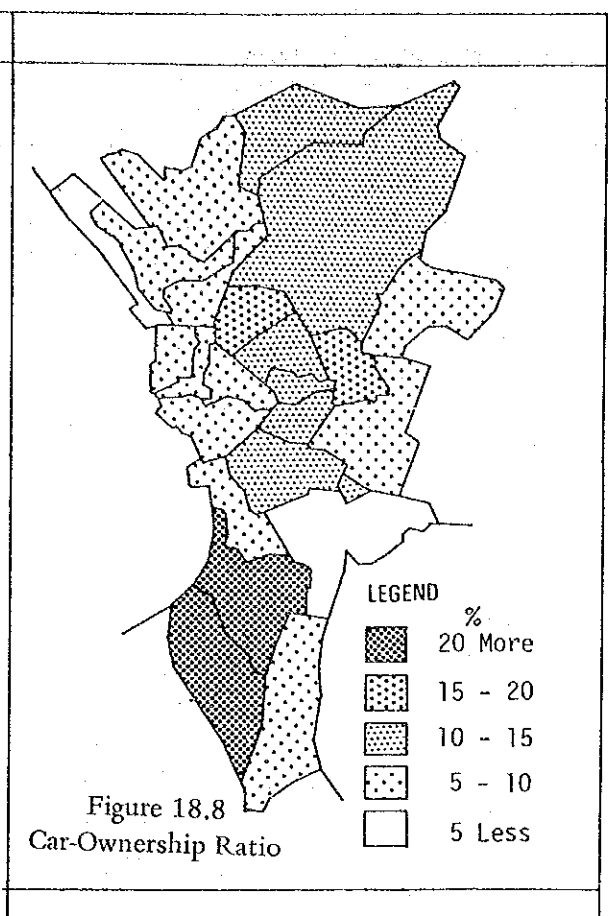 LEGEND
%
20 More
15 - 20
10 - 15
5 - 10
5 Less
Figure 18.8
Car-Ownership Ratio